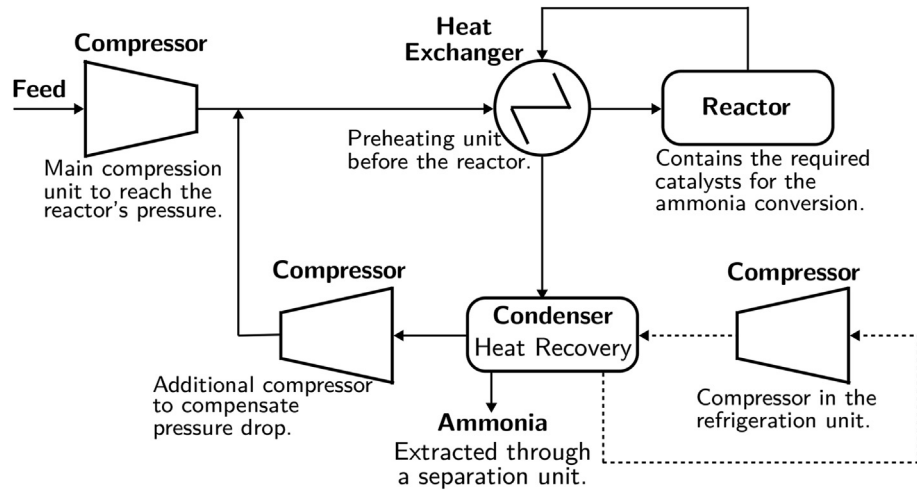 Compressor
Feed
Main compression
unit to reach the
reactor's pressure.
Heat
Exchanger
Preheating unit
before the reactor.
Reactor
Contains the required
catalysts for the
ammonia conversion.
Compressor
Additional compressor
to compensate
pressure drop.
Condenser
Heat Recovery
Ammonia
Extracted through
a separation unit.
Compressor
Compressor in the
refrigeration unit.